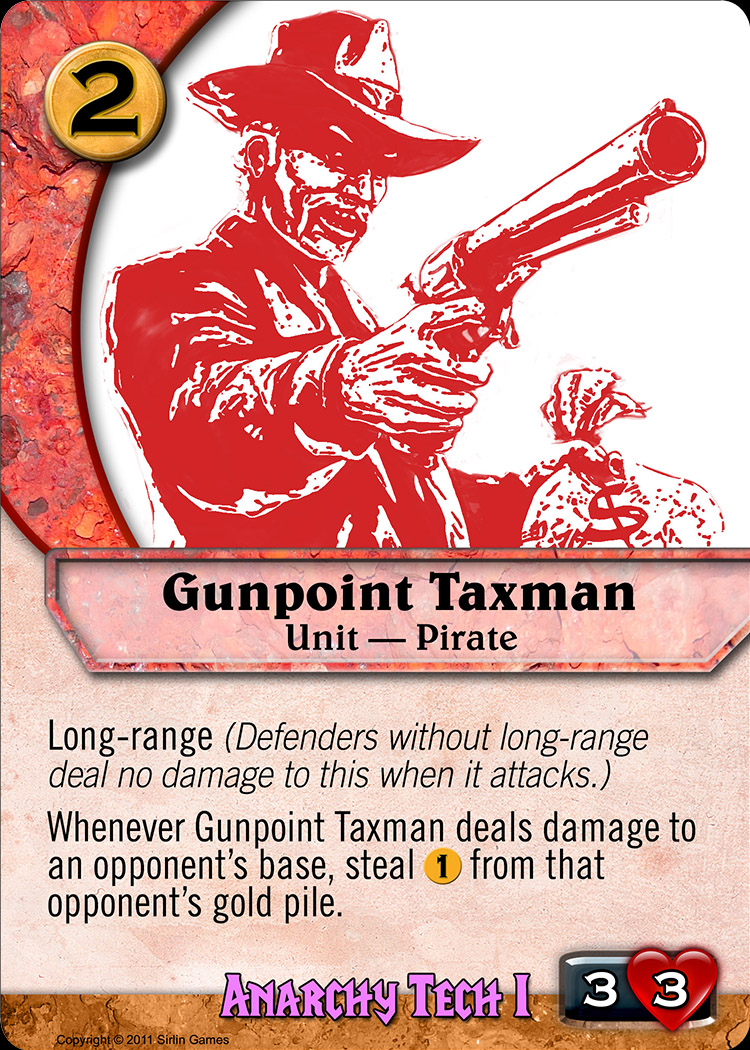 2
$
Gunpoint Taxman
Unit — Pirate
Long-range (Defenders without long-range
deal no damage to this when it attacks.)
Whenever Gunpoint Taxman deals damage to
an opponent's base, steal 1 from that
opponent's gold pile.
Anarchy Tech I
3 3
Copyright © 2011 Sirlin Games